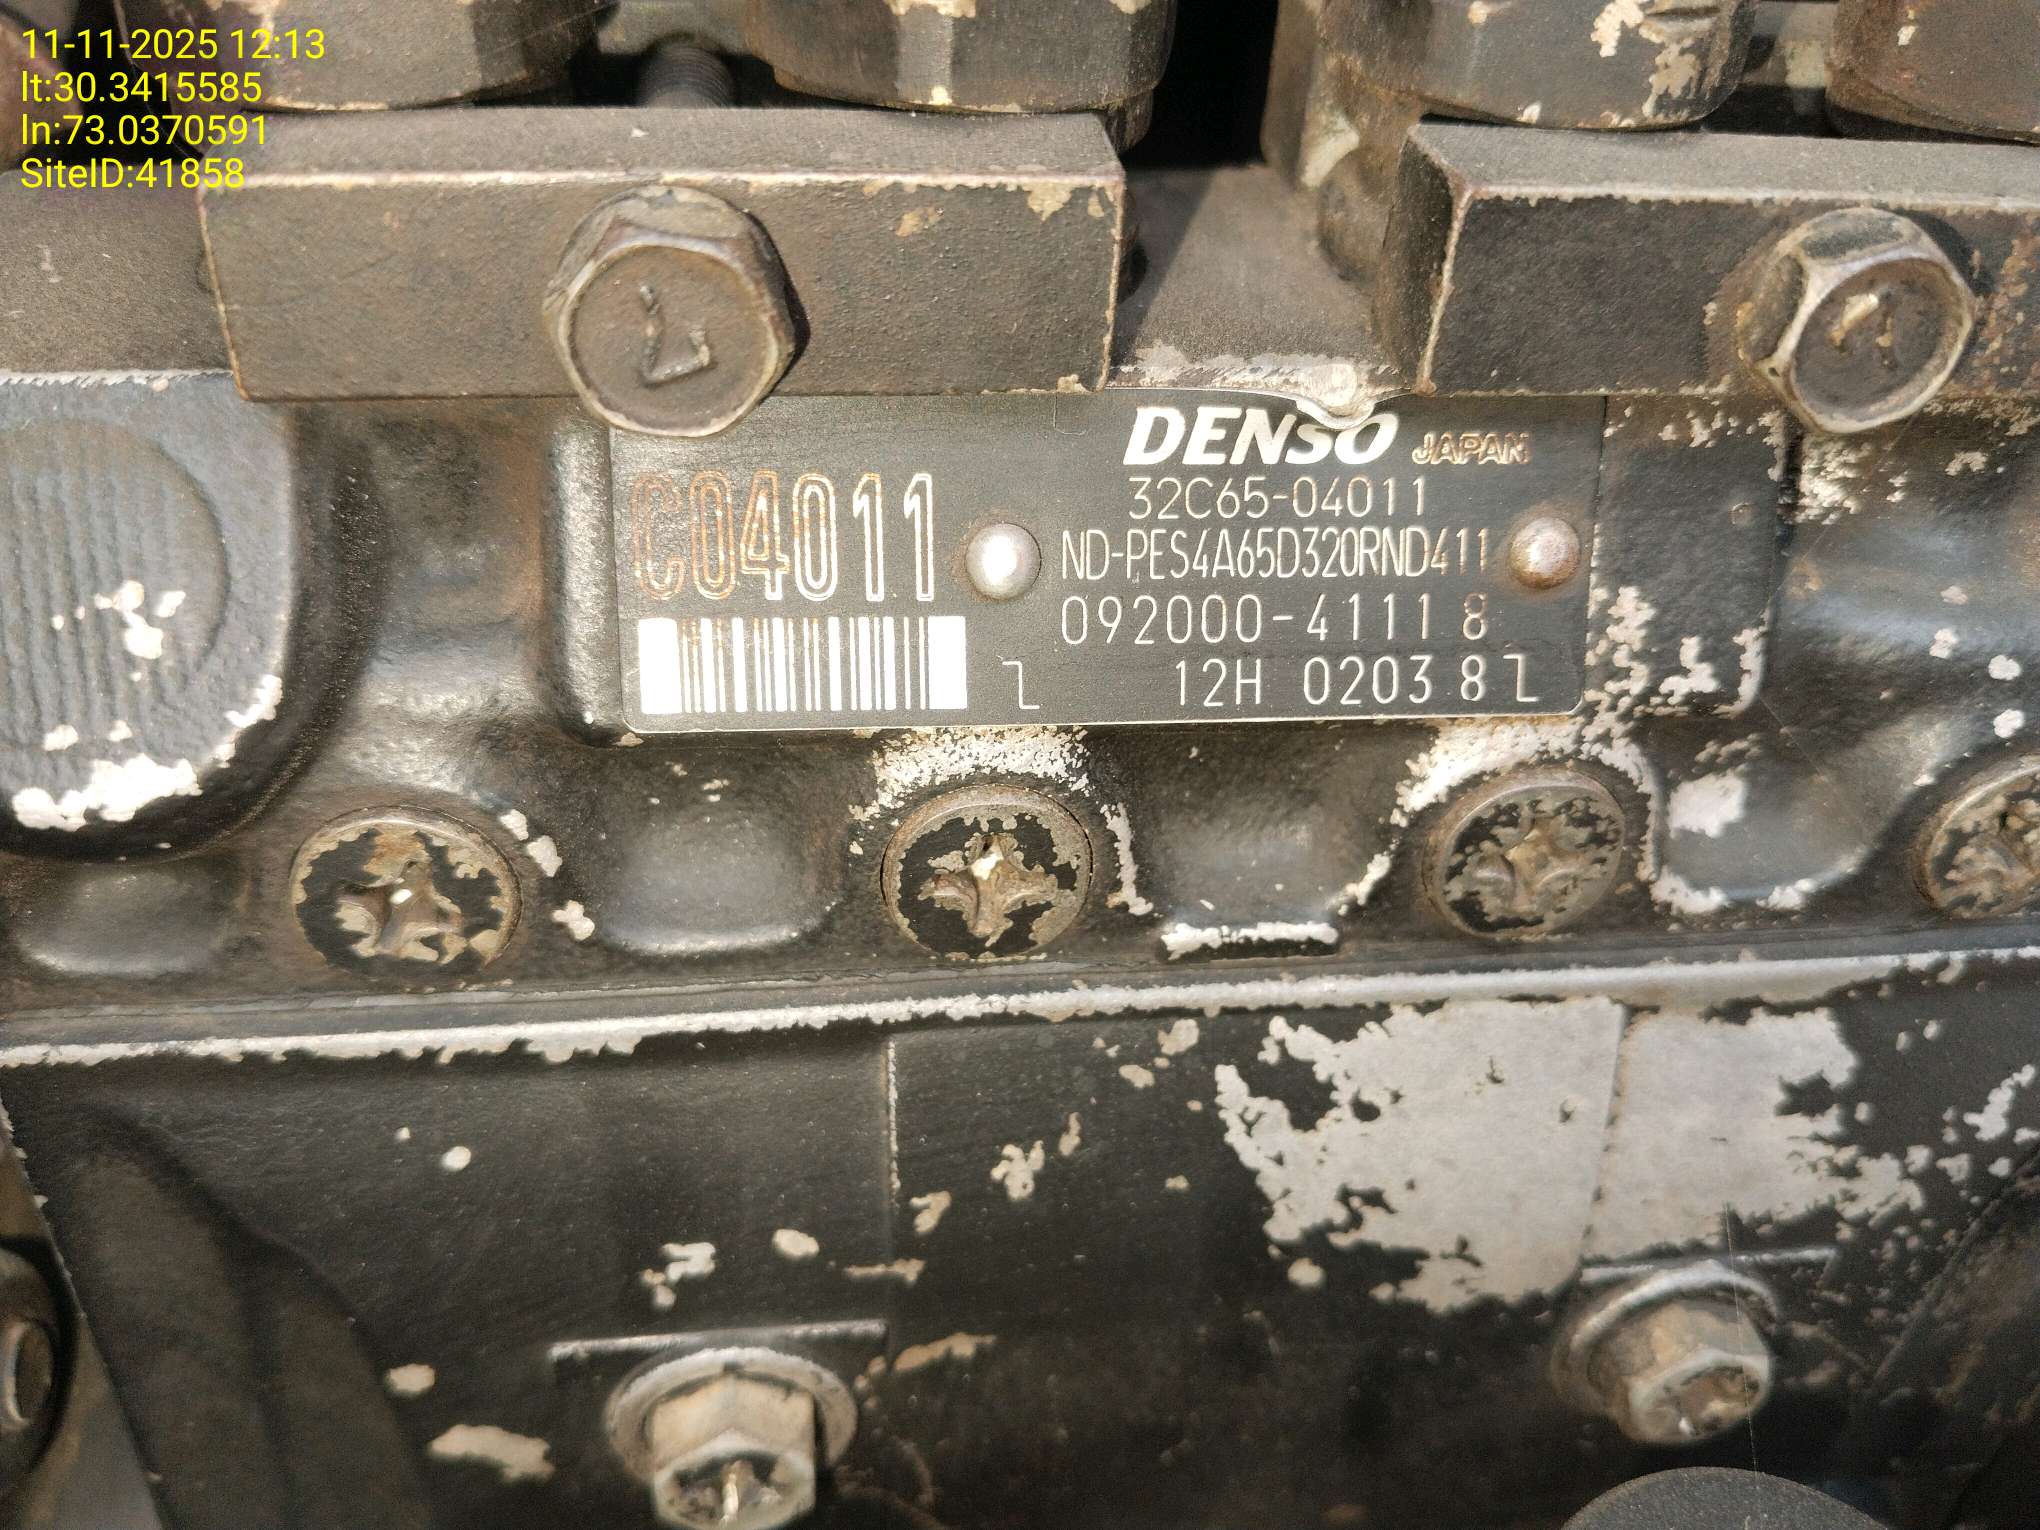 11-11-2025 12:13
lt:30.3415585
ln:73.0370591
SiteID:41858
DENSO JAPAN
C04011
32C65-04011
ND-PES4A65D320RND411
092000-4111 8
12H 0203 8